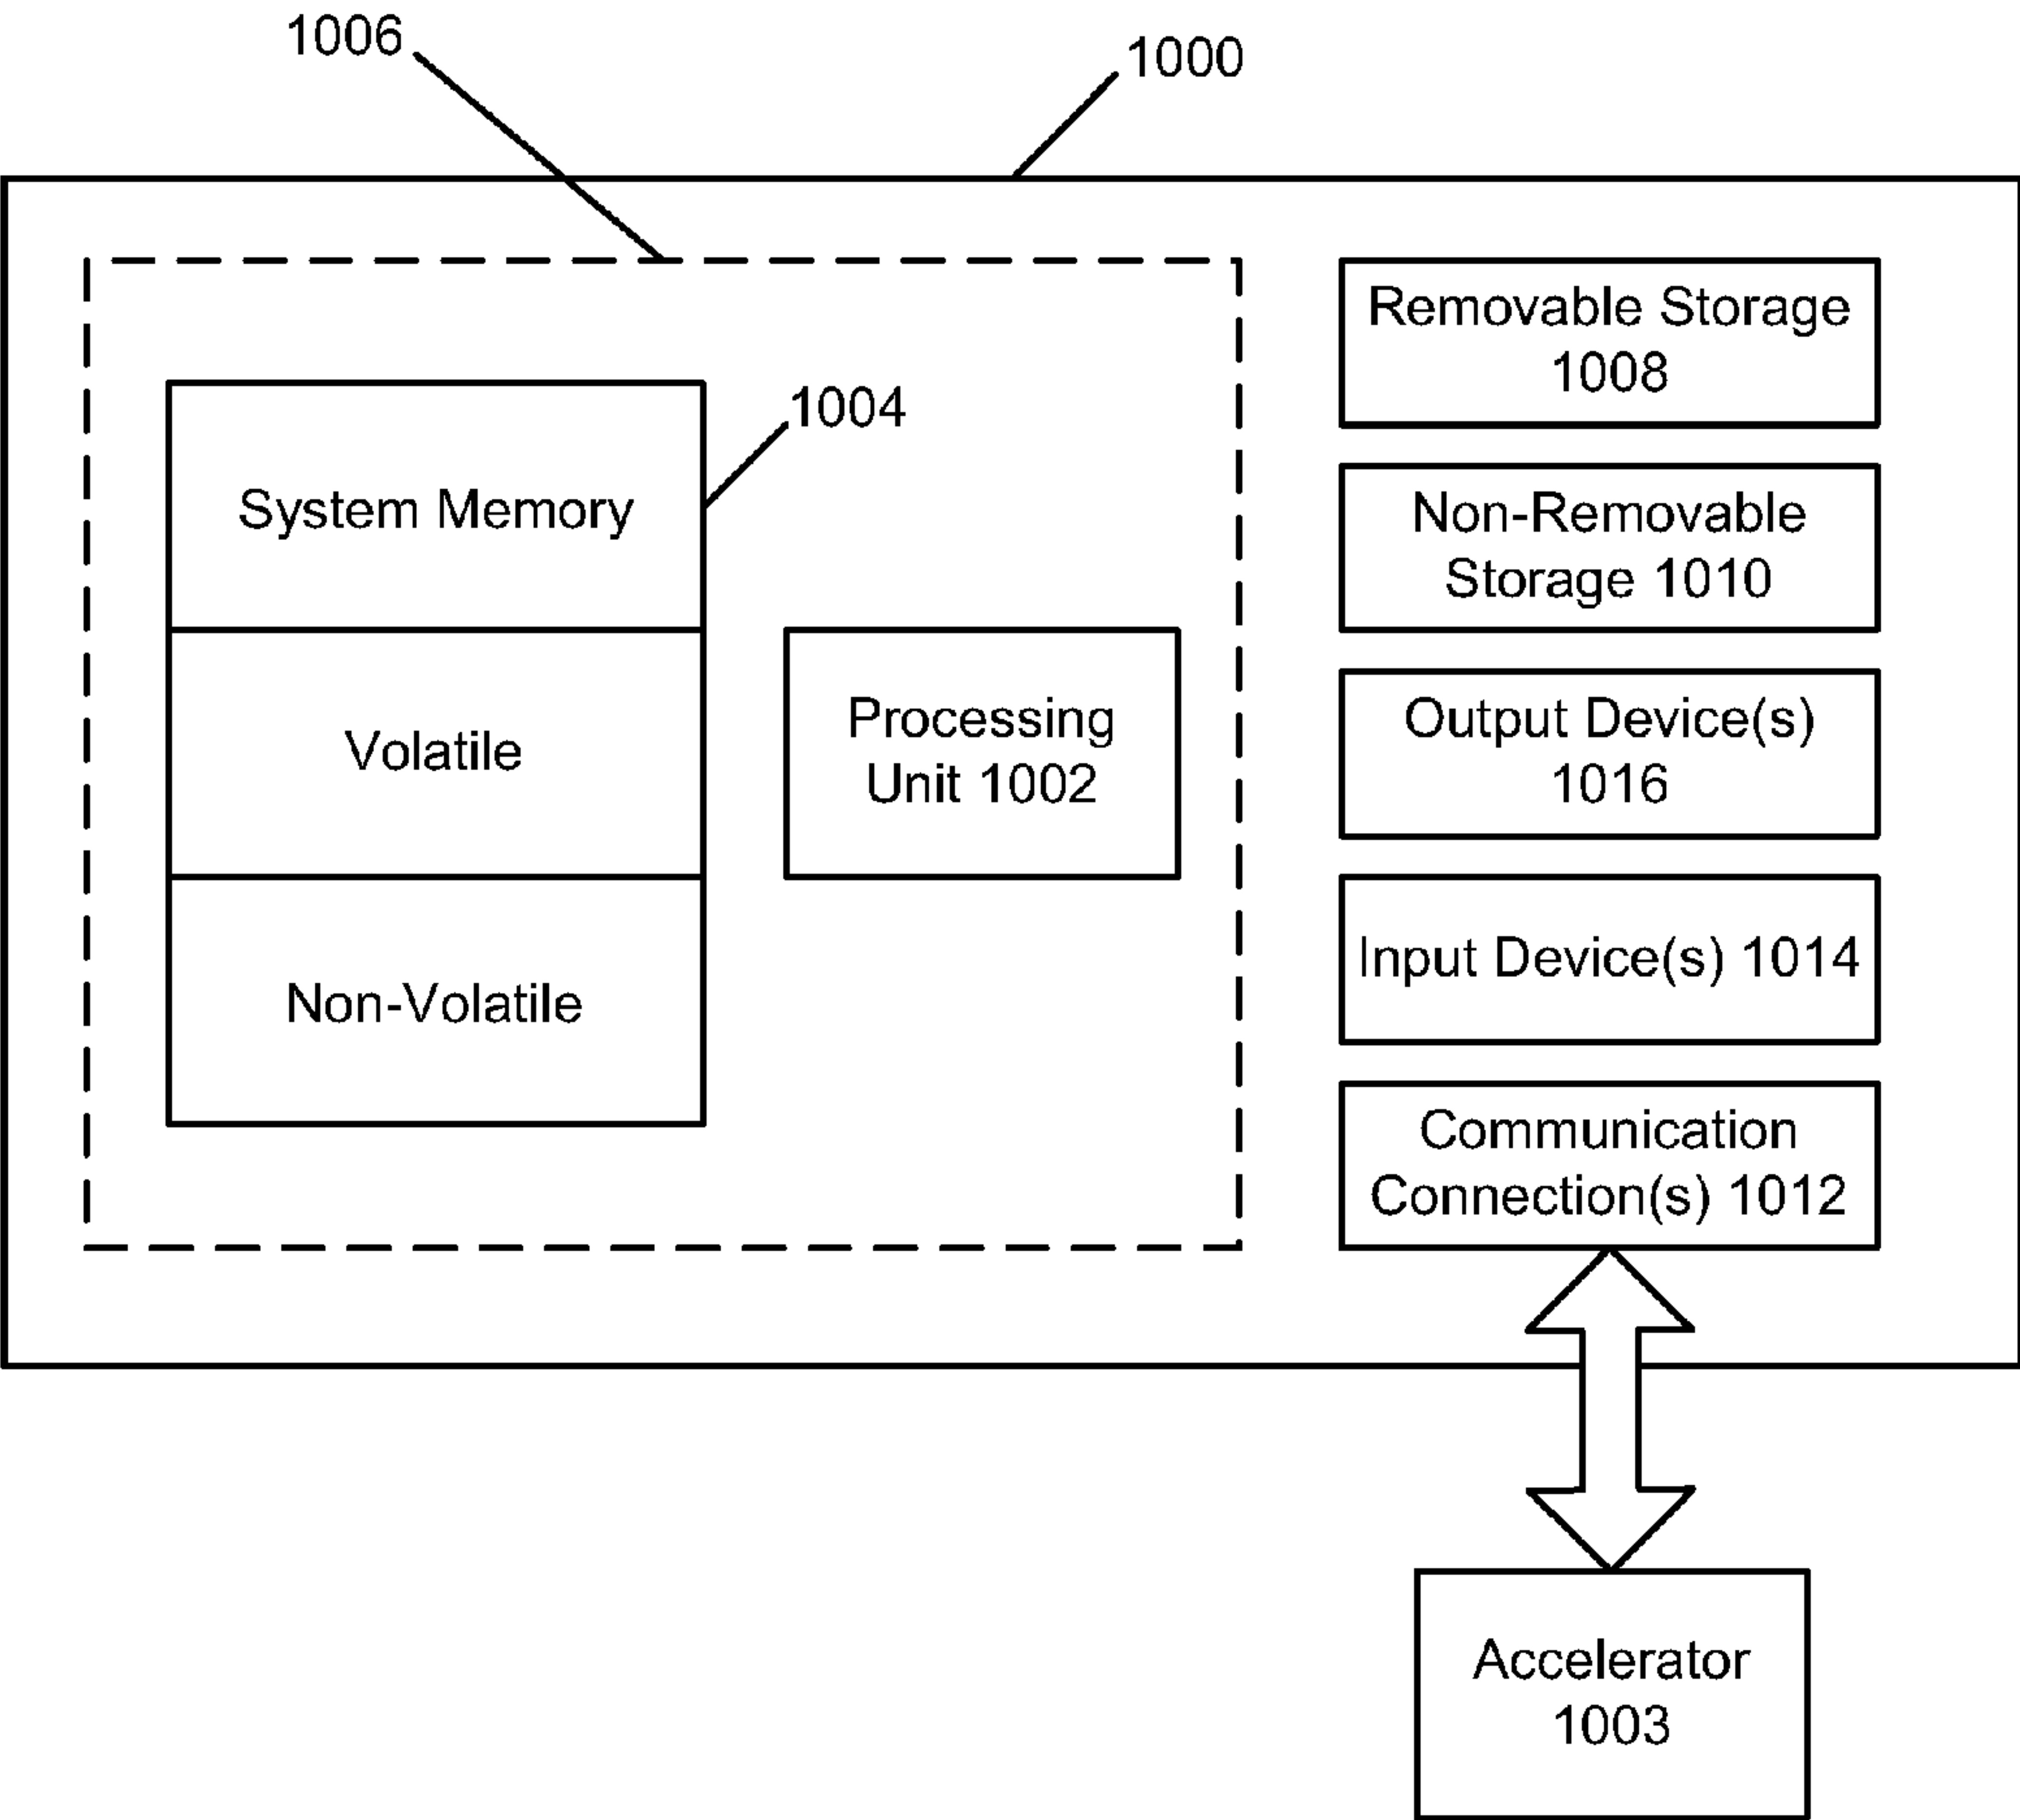 1006
1000
1004
System Memory
Volatile
Non-Volatile
Processing
Unit 1002
Removable Storage
1008
Non-Removable
Storage 1010
Output Device(s)
1016
Input Device(s) 1014
Communication
Connection(s) 1012
Accelerator
1003